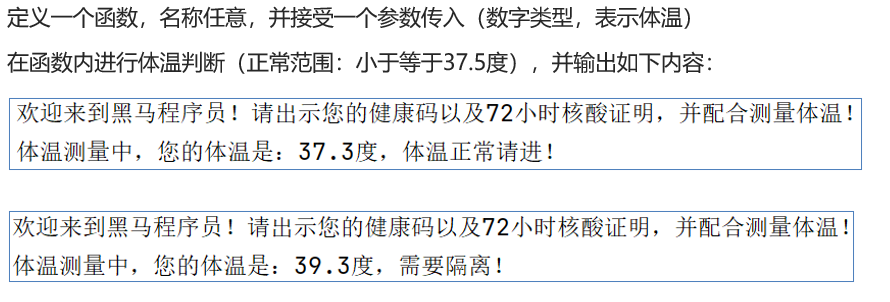 定义一个函数，名称任意，并接受一个参数传入（数字类型，表示体温）
在函数内进行体温判断（正常范围：小于等于37.5度），并输出如下内容：
欢迎来到黑马程序员！请出示您的健康码以及72小时核酸证明，并配合测量体温！
体温测量中，您的体温是：37.3度，体温正常请进！
欢迎来到黑马程序员！请出示您的健康码以及72小时核酸证明，并配合测量体温！
体温测量中，您的体温是：39.3度，需要隔离！